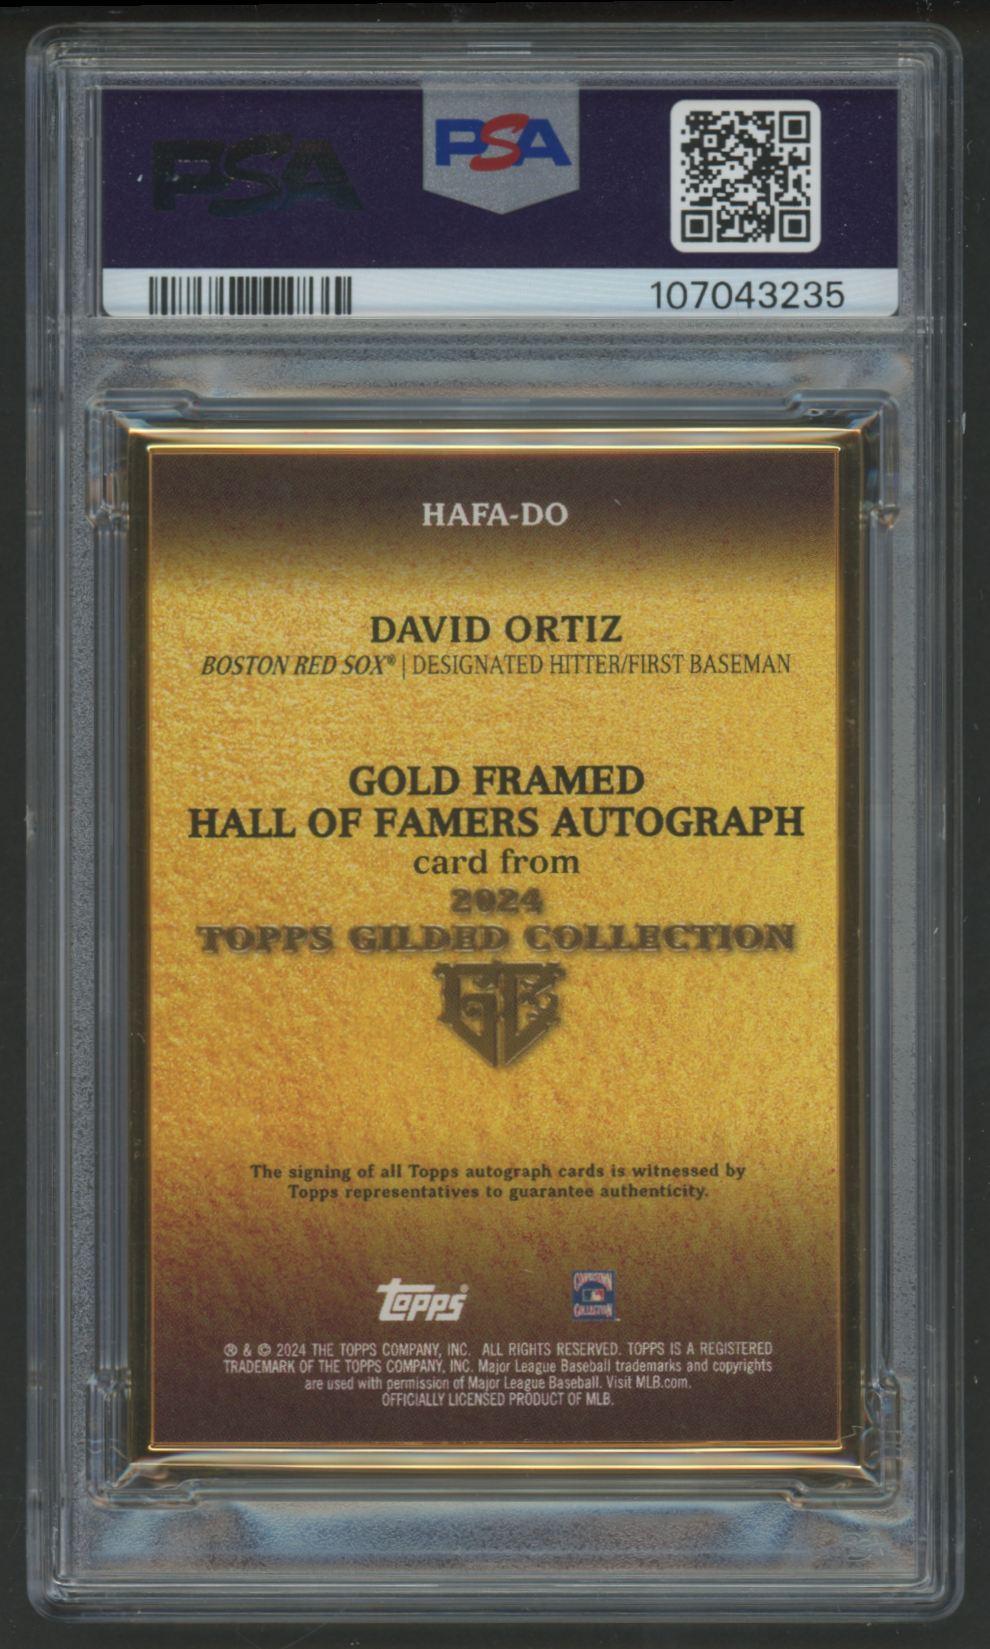 PSA
PSA
107043235
HAFA-DO
DAVID ORTIZ
BOSTON RED SOX® | DESIGNATED HITTER/FIRST BASEMAN
GOLD FRAMED
HALL OF FAMERS AUTOGRAPH
card from
2024
TOPPS GILDED COLLECTION
GC
The signing of all Topps autograph cards is witnessed by
Topps representatives to guarantee authenticity.
Topps®
COOPERSTOWN
COLLECTION™
® & © 2024 THE TOPPS COMPANY, INC. ALL RIGHTS RESERVED. TOPPS IS A REGISTERED
TRADEMARK OF THE TOPPS COMPANY, INC. Major League Baseball trademarks and copyrights
are used with permission of Major League Baseball. Visit MLB.com.
OFFICIALLY LICENSED PRODUCT OF MLB.